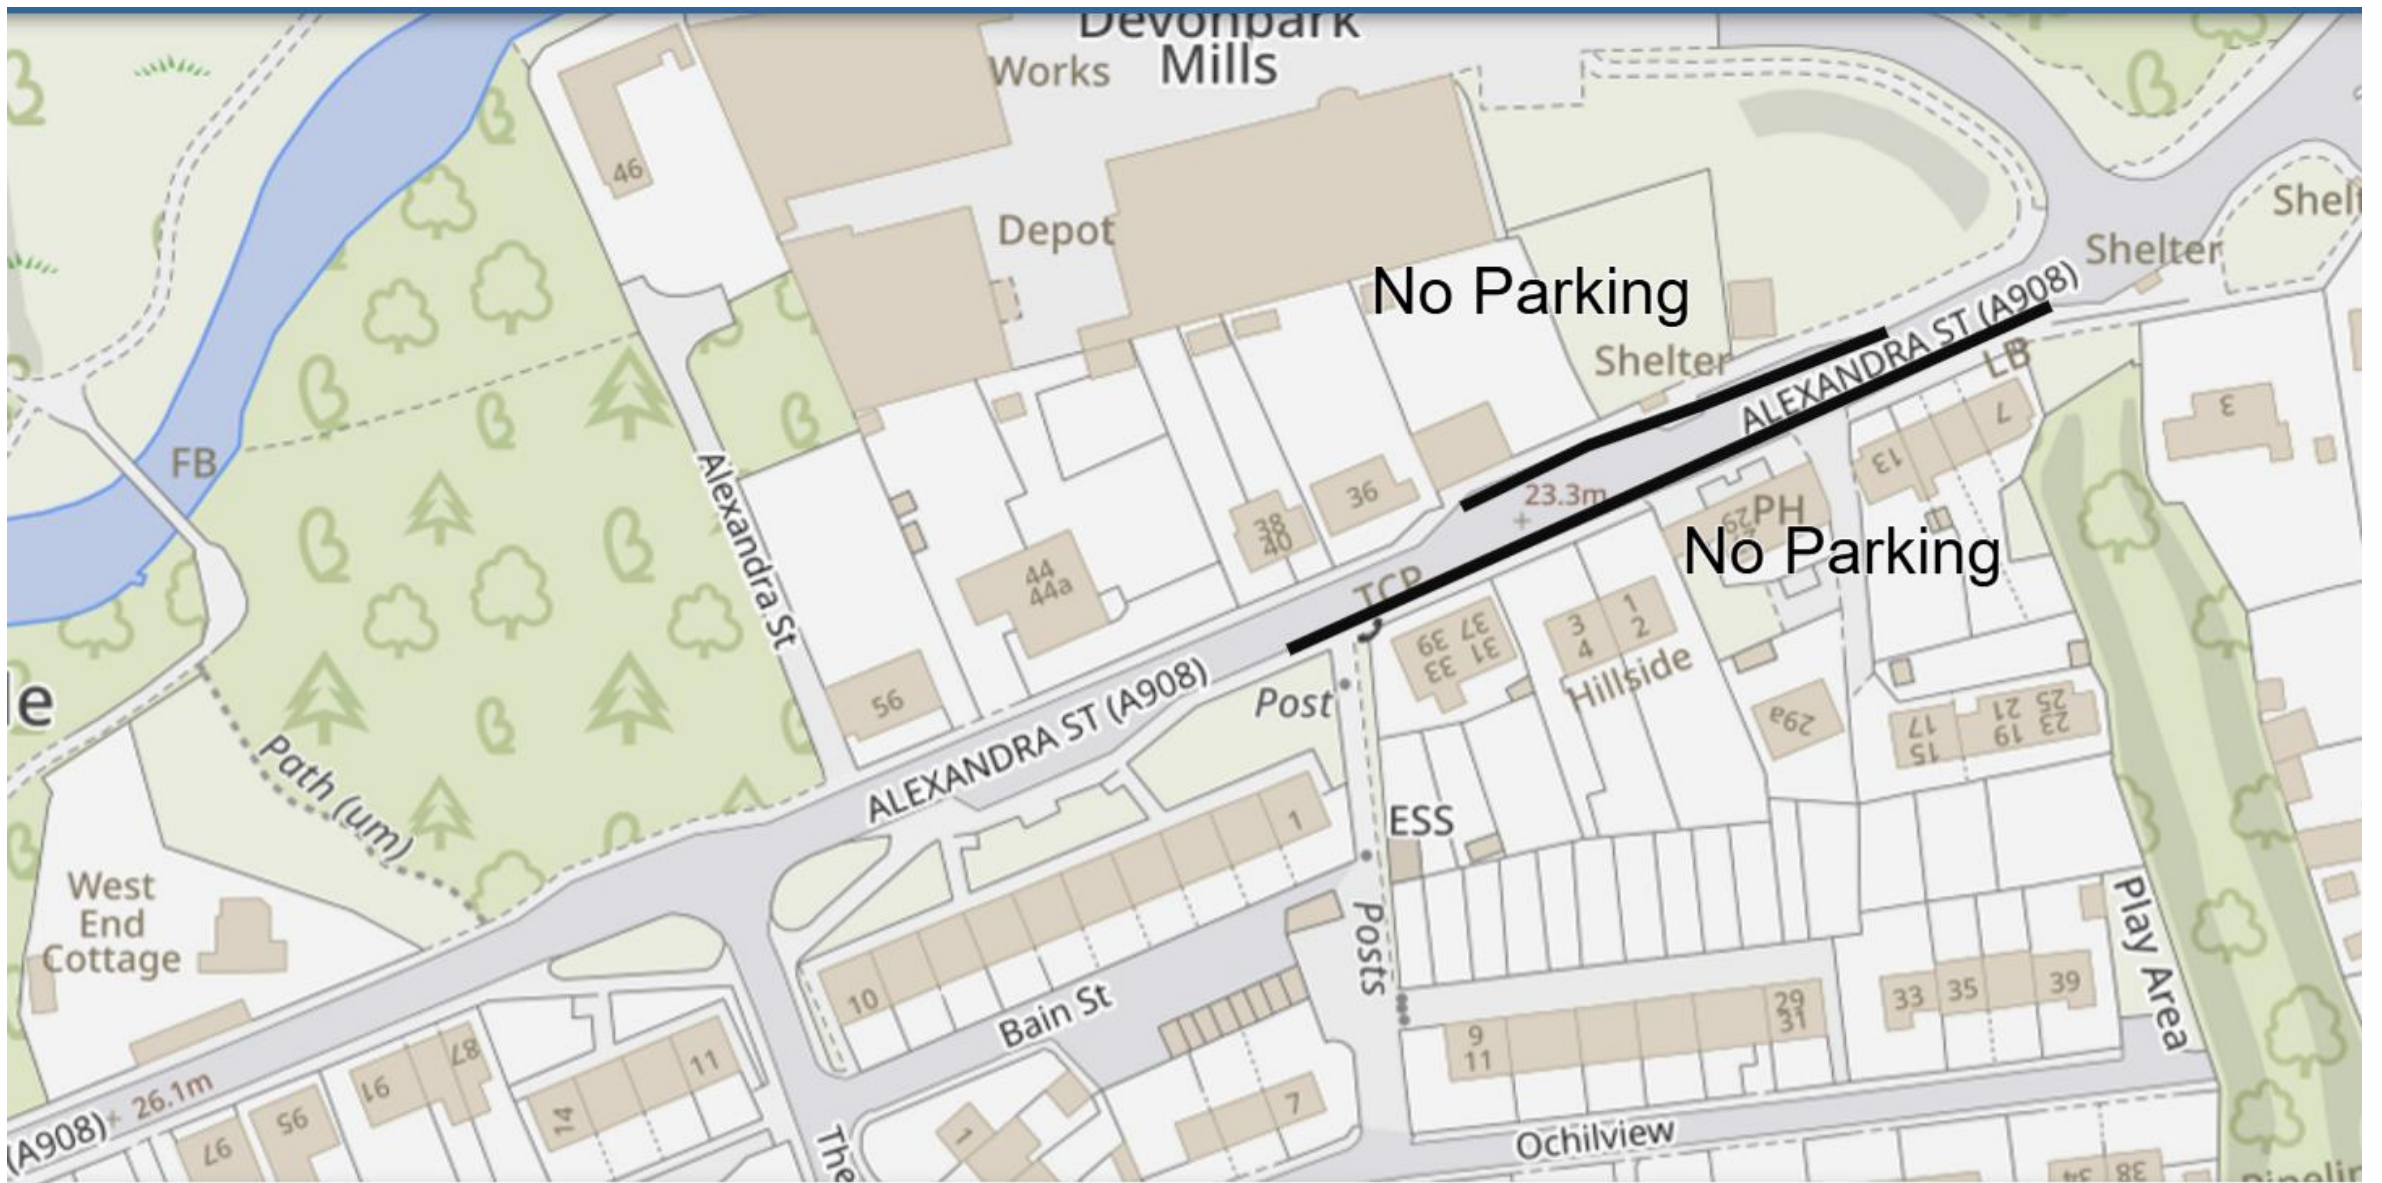 Devonpark
Mills
Works
46
Depot
No Parking
Shelter
Shelter
ALEXANDRA ST (A908)
LB
FB
Alexandra St
36
38
40
23.3m
PH
No Parking
7
13
3
44
44a
TCP
37
39
31
33
1
2
3
4
Hillside
29a
56
Post
ALEXANDRA ST (A908)
17
15
21
19
25
23
Path (um)
1
ESS
West
End
Cottage
10
Posts
Bain St
Play Area
33
35
39
29
31
9
11
87
91
11
14
26.1m
(A908)
95
97
1
7
Ochilview
The
38